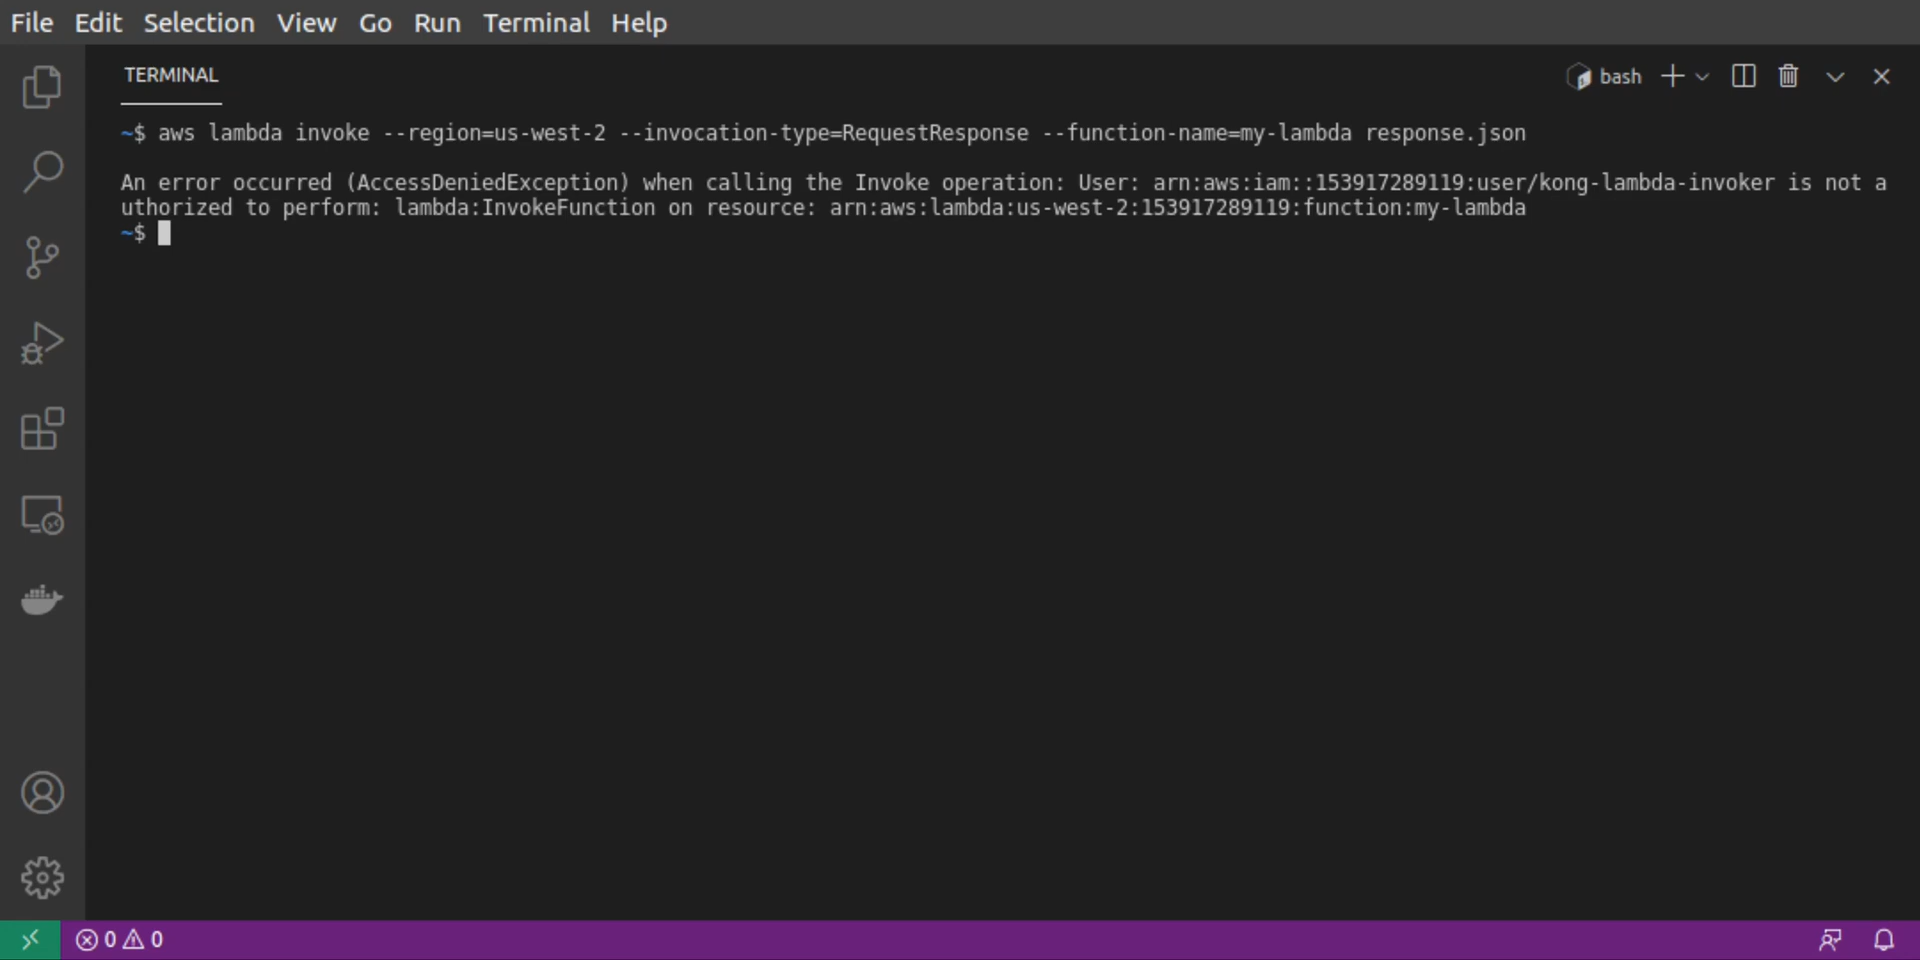 File Edit Selection View Go Run Terminal Help
TERMINAL
bash
~$ aws lambda invoke --region=us-west-2 --invocation-type=RequestResponse --function-name=my-lambda response.json
An error occurred (AccessDeniedException) when calling the Invoke operation: User: arn:aws:iam::153917289119:user/kong-lambda-invoker is not a
uthorized to perform: lambda:InvokeFunction on resource: arn:aws:lambda:us-west-2:153917289119:function:my-lambda
~$
0 0